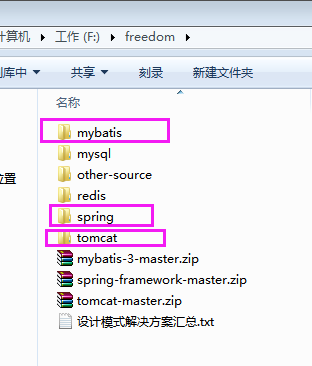 计算机 工作 (F:) freedom
库中 共享 刻录 新建文件夹
名称
mybatis
mysql
other-source
位置
redis
spring
tomcat
mybatis-3-master.zip
spring-framework-master.zip
tomcat-master.zip
设计模式解决方案汇总.txt